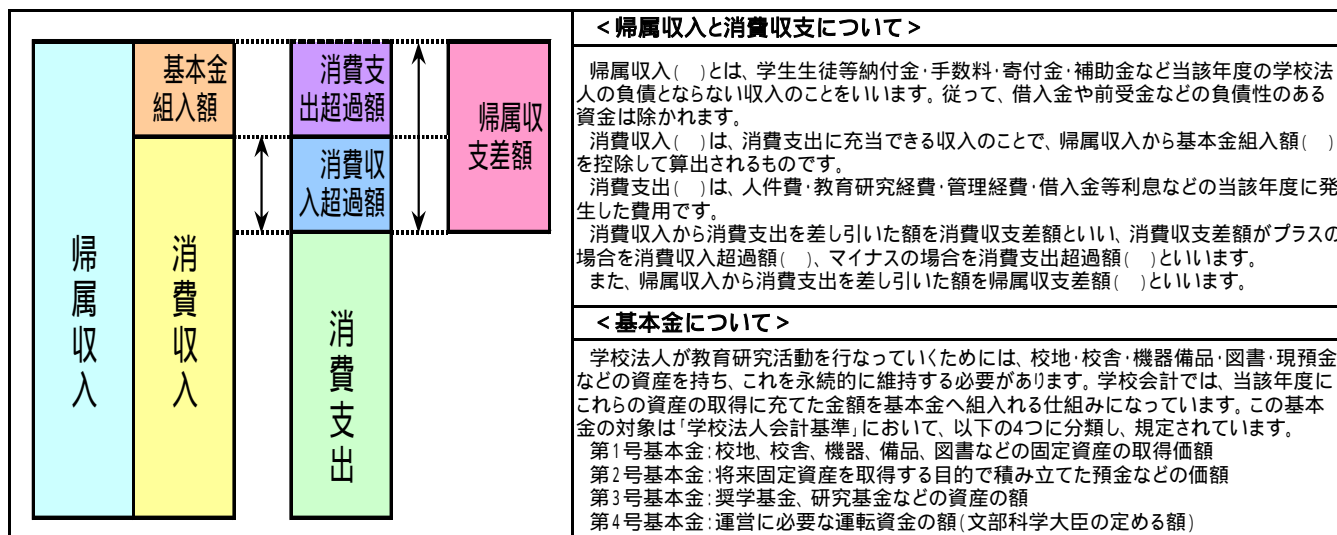 基本金
組入額
消費支
出超過額
帰属収
支差額
消費収
入超過額
帰属収入
消費収入
消費支出
＜帰属収入と消費収支について＞
帰属収入(　)とは、学生生徒等納付金・手数料・寄付金・補助金など当該年度の学校法
人の負債とならない収入のことをいいます。従って、借入金や前受金などの負債性のある
資金は除かれます。
消費収入(　)は、消費支出に充当できる収入のことで、帰属収入から基本金組入額(　)
を控除して算出されるものです。
消費支出(　)は、人件費・教育研究経費・管理経費・借入金等利息などの当該年度に発
生した費用です。
消費収入から消費支出を差し引いた額を消費収支差額といい、消費収支差額がプラスの
場合を消費収入超過額(　)、マイナスの場合を消費支出超過額(　)といいます。
また、帰属収入から消費支出を差し引いた額を帰属収支差額(　)といいます。
＜基本金について＞
学校法人が教育研究活動を行なっていくためには、校地・校舎・機器備品・図書・現預金
などの資産を持ち、これを永続的に維持する必要があります。学校会計では、当該年度に
これらの資産の取得に充てた金額を基本金へ組入れる仕組みになっています。この基本
金の対象は「学校法人会計基準」において、以下の4つに分類し、規定されています。
第1号基本金:校地、校舎、機器、備品、図書などの固定資産の取得価額
第2号基本金:将来固定資産を取得する目的で積み立てた預金などの価額
第3号基本金:奨学基金、研究基金などの資産の額
第4号基本金:運営に必要な運転資金の額(文部科学大臣の定める額)